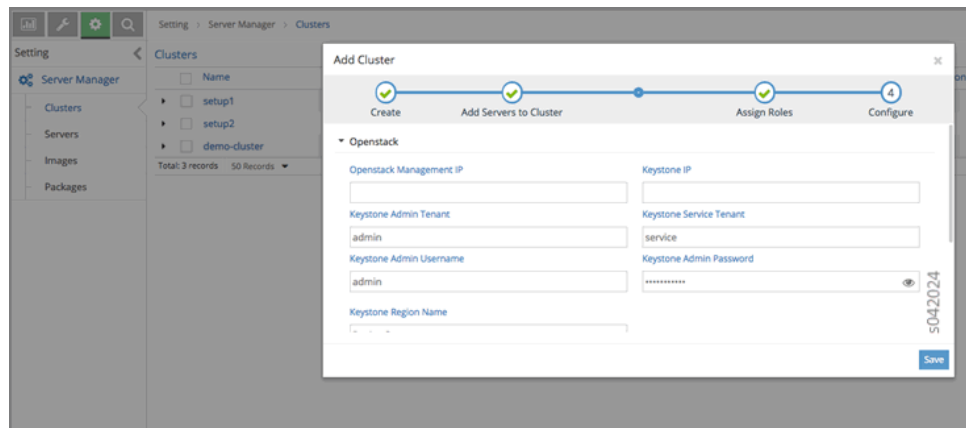 Setting > Server Manager > Clusters
Setting
Server Manager
Clusters
Servers
Images
Packages
Clusters
Name
setup1
setup2
demo-cluster
Total: 3 records 50 Records
on
Add Cluster
4
Create Add Servers to Cluster Assign Roles Configure
Openstack
Openstack Management IP Keystone IP
Keystone Admin Tenant Keystone Service Tenant
admin service
Keystone Admin Username Keystone Admin Password
admin •••••••••••
Keystone Region Name
s042024
Save